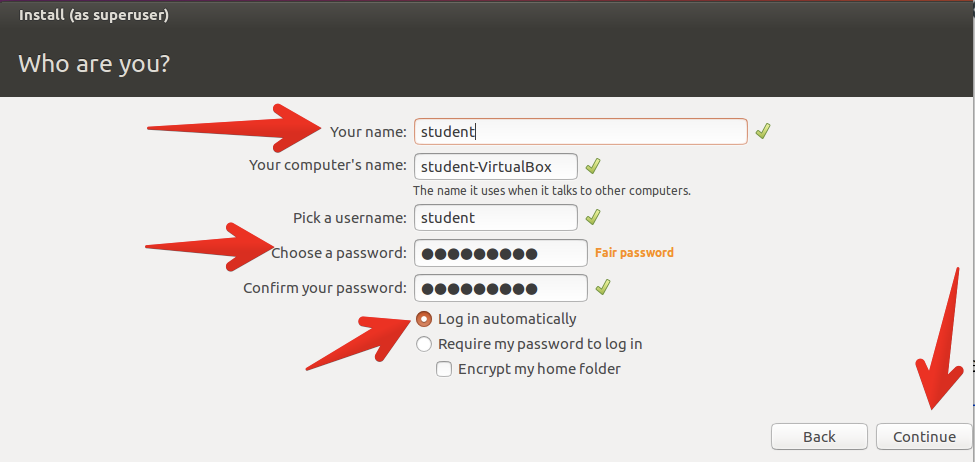 Install (as superuser)
Who are you?
Your name: student
Your computer's name: student-VirtualBox
The name it uses when it talks to other computers.
Pick a username: student
Choose a password: ●●●●●●●●● Fair password
Confirm your password: ●●●●●●●●●
Log in automatically
Require my password to log in
Encrypt my home folder
Back Continue